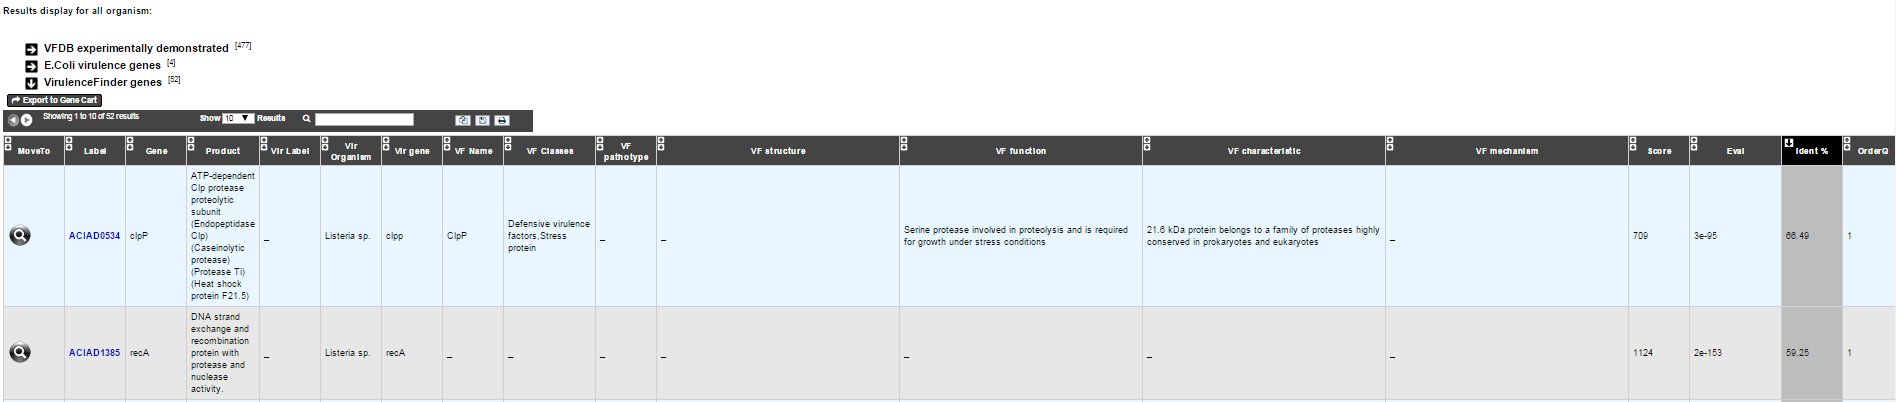 Results display for all organism:
VFDB experimentally demonstrated [477]
E.Coli virulence genes [4]
VirulenceFinder genes [52]
Export to Gene Cart
Showing 1 to 10 of 52 results Show 10 Results
MoveTo Label Gene Product Vir Label Vir Organism Vir gene VF Name VF Classes VF pathotype VF structure VF function VF characteristic VF mechanism Score Eval Ident % OrderQ
ATP-dependent
Clp protease
proteolytic
subunit
(Endopeptidase
Clp)
(Caseinolytic
protease)
(Protease Ti)
(Heat shock
protein F21.5)
ACIAD0534 clpP _ Listeria sp. clpp ClpP
Defensive virulence
factors,Stress
protein
_ _
Serine protease involved in proteolysis and is required
for growth under stress conditions
21.6 kDa protein belongs to a family of proteases highly
conserved in prokaryotes and eukaryotes
_ 709 3e-95 66.49 1
DNA strand
exchange and
recombination
protein with
protease and
nuclease
activity.
ACIAD1385 recA _ Listeria sp. recA _ _ _ _ _ _ _ 1124 2e-153 59.25 1